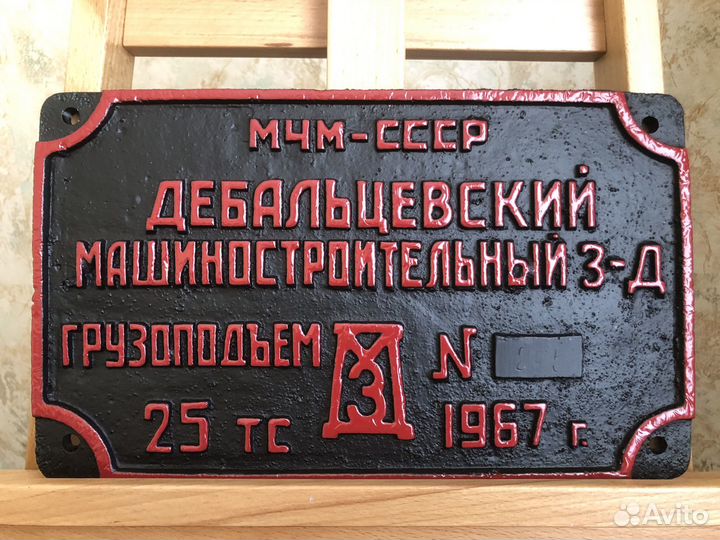 МЧМ-СССР
ДЕБАЛЬЦЕВСКИЙ
МАШИНОСТРОИТЕЛЬНЫЙ З-Д
ГРУЗОПОДЪЕМ
N
25 ТС
1967 г.
Avito